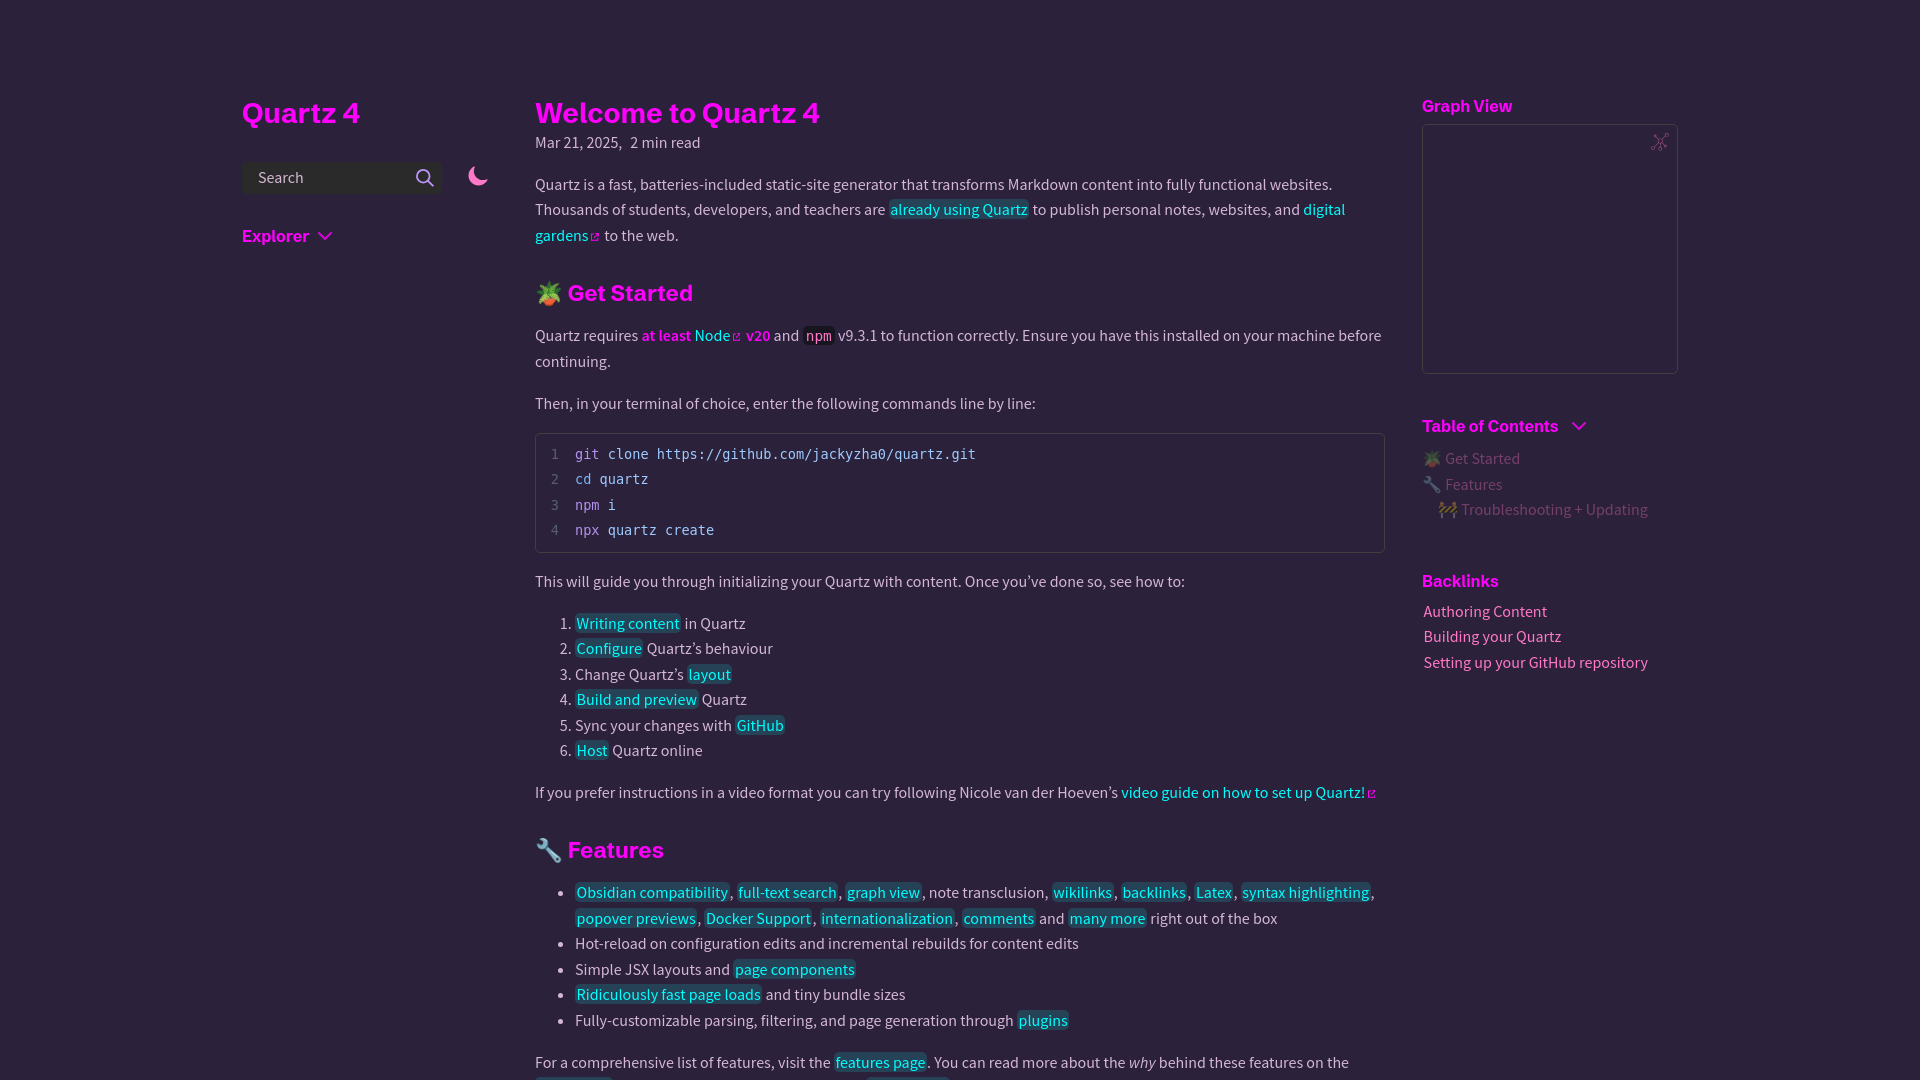 Quartz 4
Search
Explorer
Welcome to Quartz 4
Mar 21, 2025, 2 min read
Quartz is a fast, batteries-included static-site generator that transforms Markdown content into fully functional websites.
Thousands of students, developers, and teachers are already using Quartz to publish personal notes, websites, and digital
gardens to the web.
🪴 Get Started
Quartz requires at least Node v20 and npm v9.3.1 to function correctly. Ensure you have this installed on your machine before
continuing.
Then, in your terminal of choice, enter the following commands line by line:
1 git clone https://github.com/jackyzha0/quartz.git
2 cd quartz
3 npm i
4 npx quartz create
This will guide you through initializing your Quartz with content. Once you’ve done so, see how to:
1. Writing content in Quartz
2. Configure Quartz’s behaviour
3. Change Quartz’s layout
4. Build and preview Quartz
5. Sync your changes with GitHub
6. Host Quartz online
If you prefer instructions in a video format you can try following Nicole van der Hoeven’s video guide on how to set up Quartz!
🔧 Features
• Obsidian compatibility, full-text search, graph view, note transclusion, wikilinks, backlinks, Latex, syntax highlighting,
popover previews, Docker Support, internationalization, comments and many more right out of the box
• Hot-reload on configuration edits and incremental rebuilds for content edits
• Simple JSX layouts and page components
• Ridiculously fast page loads and tiny bundle sizes
• Fully-customizable parsing, filtering, and page generation through plugins
For a comprehensive list of features, visit the features page. You can read more about the why behind these features on the
Graph View
Table of Contents
🪴 Get Started
🔧 Features
🚧 Troubleshooting + Updating
Backlinks
Authoring Content
Building your Quartz
Setting up your GitHub repository